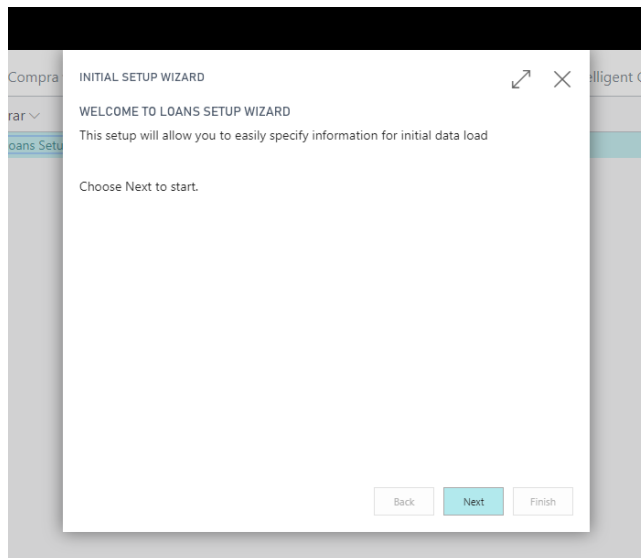 Compra
INITIAL SETUP WIZARD
elligent
rar
WELCOME TO LOANS SETUP WIZARD
This setup will allow you to easily specify information for initial data load
oans Setu
Choose Next to start.
Back
Next
Finish